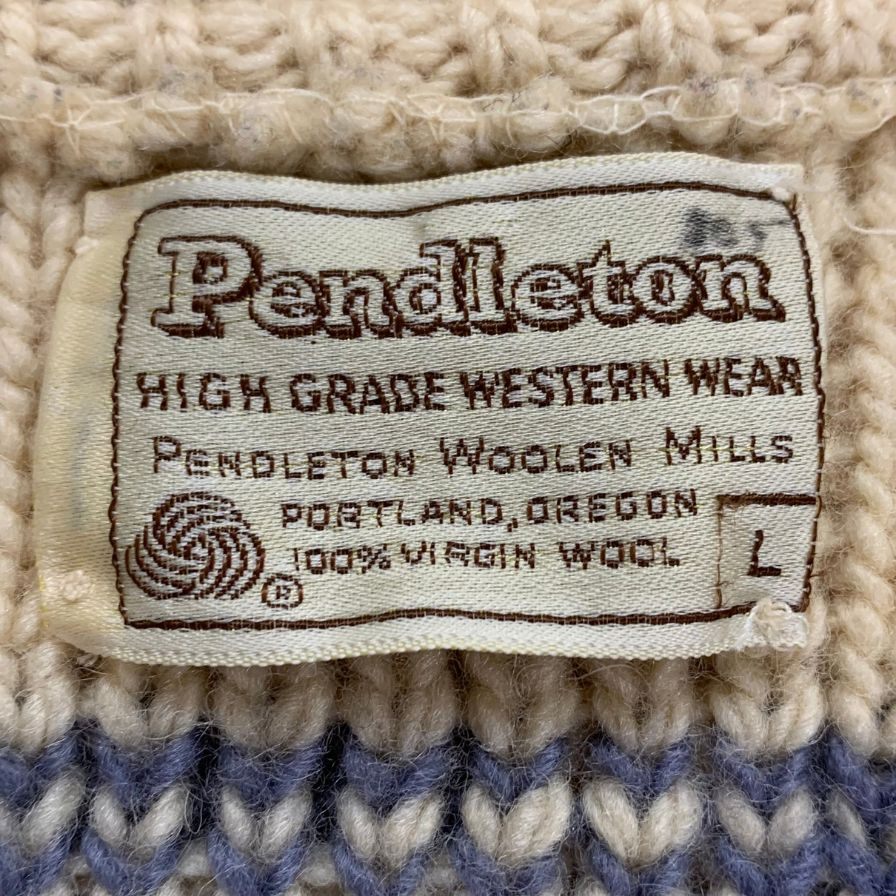 Pendleton
HIGH GRADE WESTERN WEAR
PENDLETON WOOLEN MILLS
PORTLAND, OREGON
100% VIRGIN WOOL
L
®